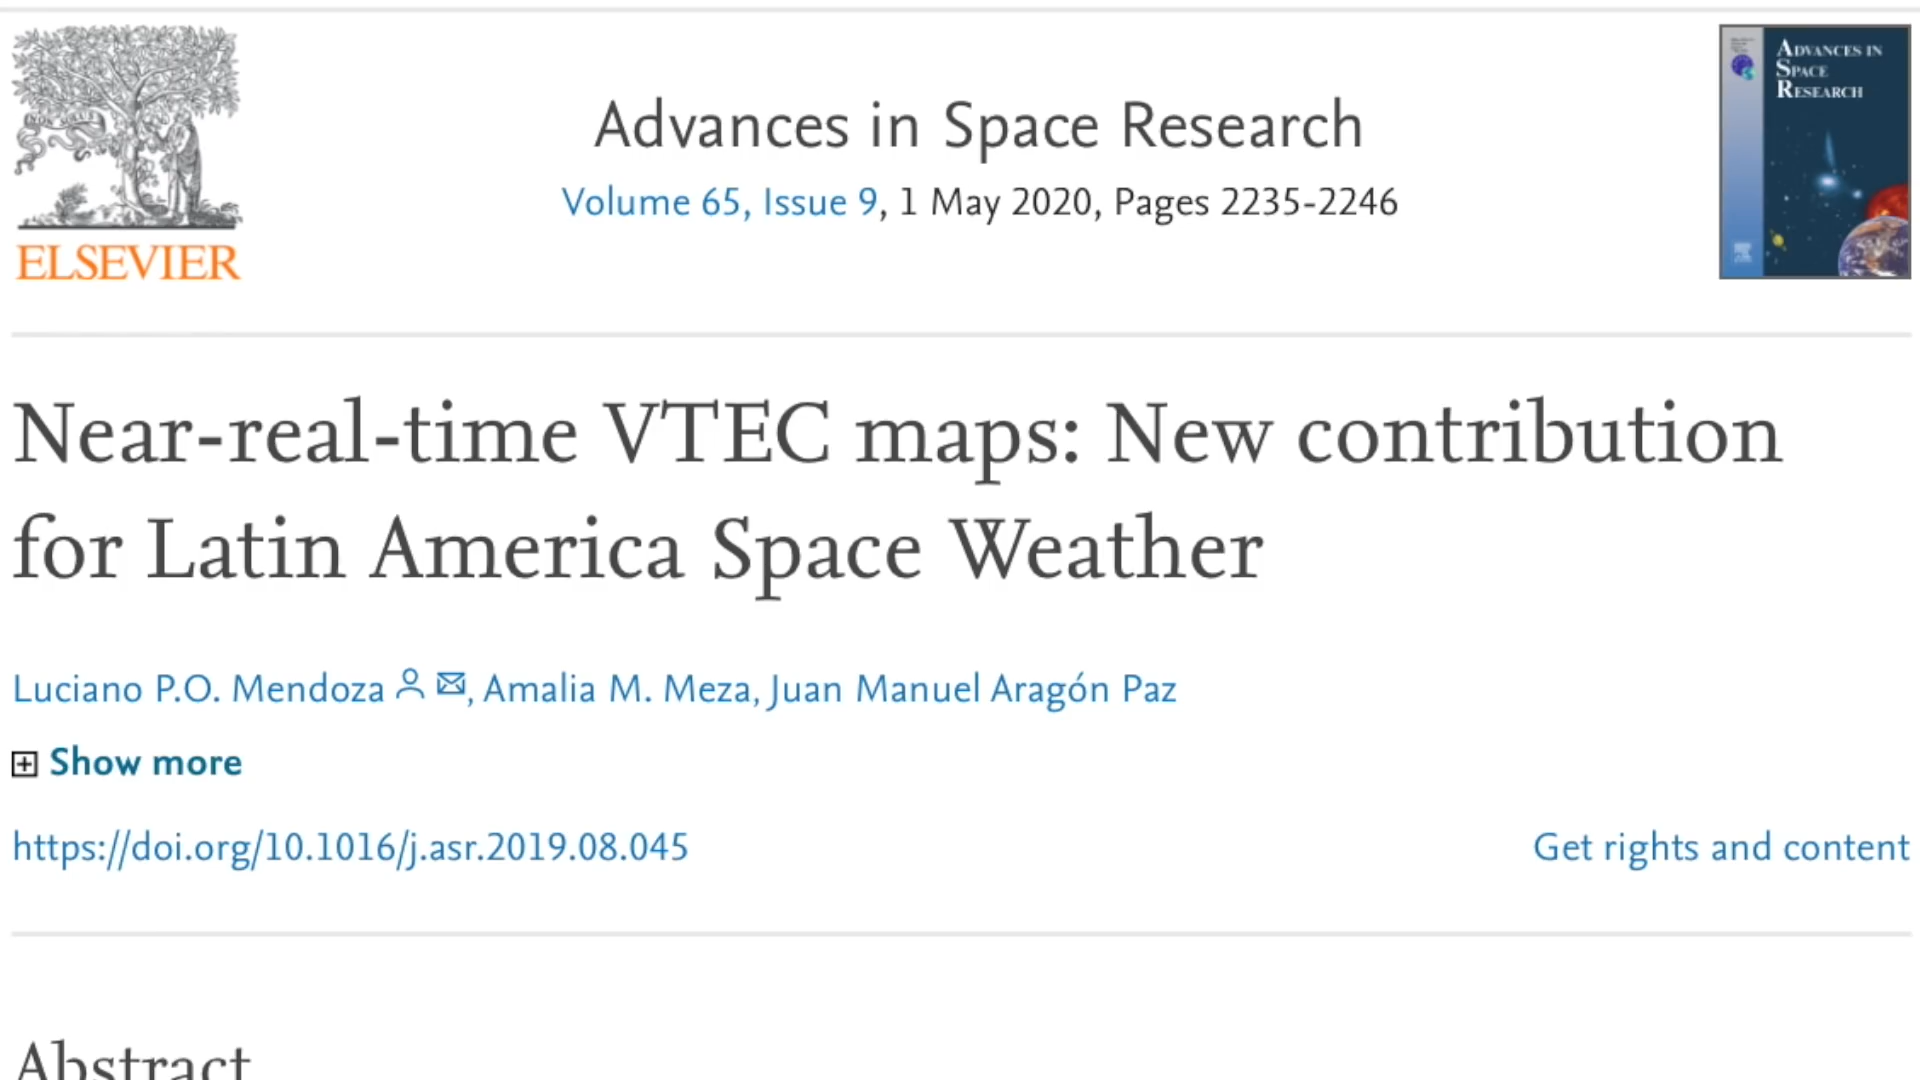 ELSEVIER
Advances in Space Research
Volume 65, Issue 9, 1 May 2020, Pages 2235-2246
ADVANCES IN
SPACE
RESEARCH
Near-real-time VTEC maps: New contribution
for Latin America Space Weather
Luciano P.O. Mendoza, Amalia M. Meza, Juan Manuel Aragón Paz
Show more
https://doi.org/10.1016/j.asr.2019.08.045
Get rights and content
Abstract